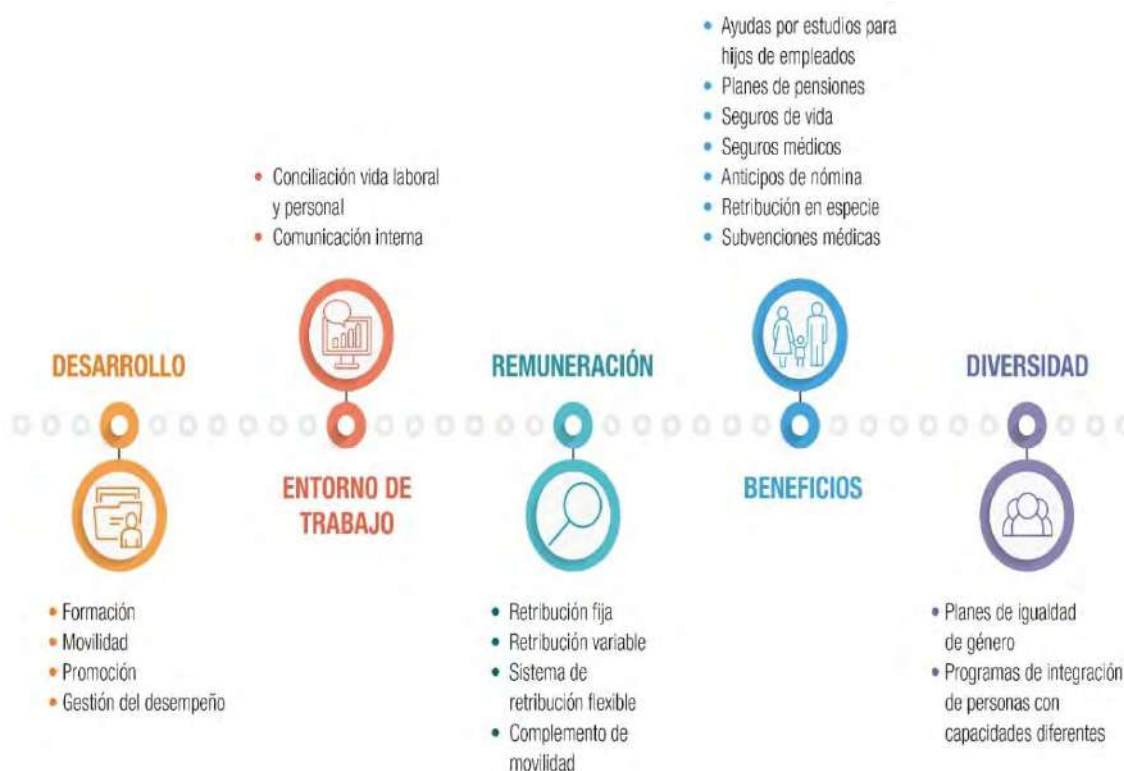 DESARROLLO
• Formación
• Movilidad
• Promoción
• Gestión del desempeño
• Conciliación vida laboral
y personal
• Comunicación interna
ENTORNO DE
TRABAJO
REMUNERACIÓN
• Retribución fija
• Retribución variable
• Sistema de
retribución flexible
• Complemento de
movilidad
• Ayudas por estudios para
hijos de empleados
• Planes de pensiones
• Seguros de vida
• Seguros médicos
• Anticipos de nómina
• Retribución en especie
• Subvenciones médicas
BENEFICIOS
DIVERSIDAD
• Planes de igualdad
de género
• Programas de integración
de personas con
capacidades diferentes